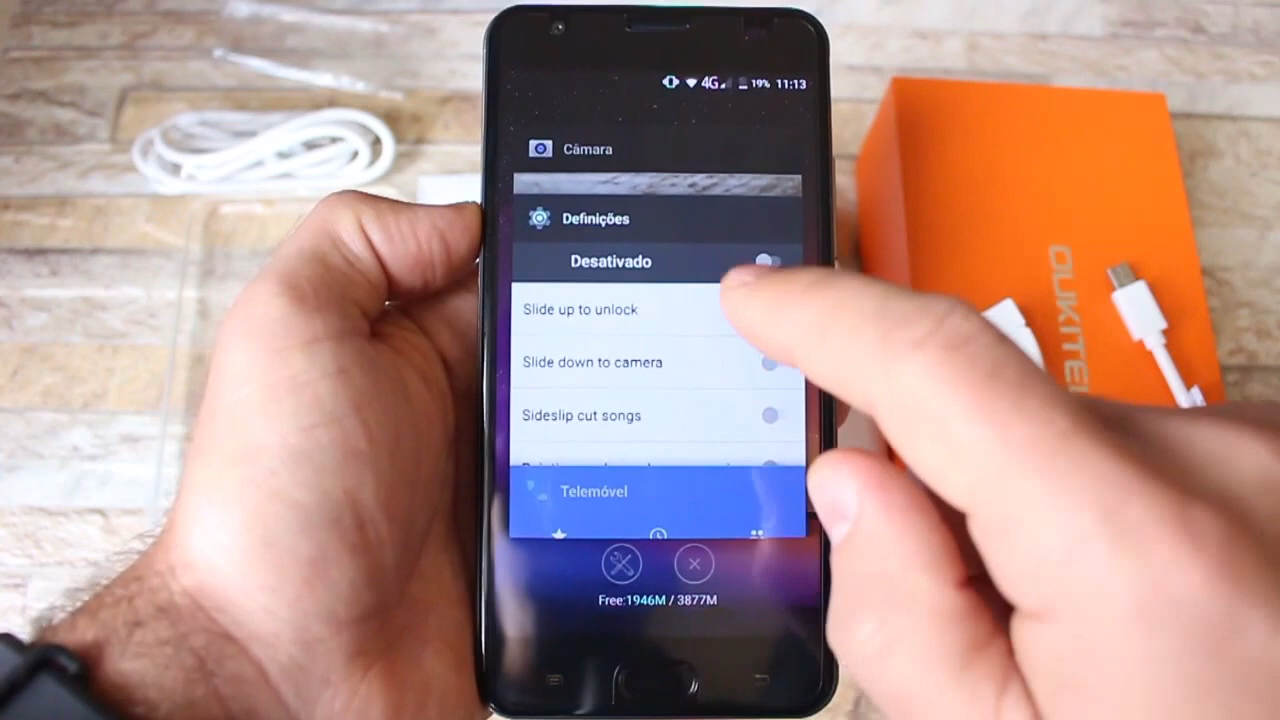 4G 19% 11:13
Câmara
Definições
Desativado
Slide up to unlock
Slide down to camera
Sideslip cut songs
Telemóvel
Free:1946M / 3877M
OUKITEL